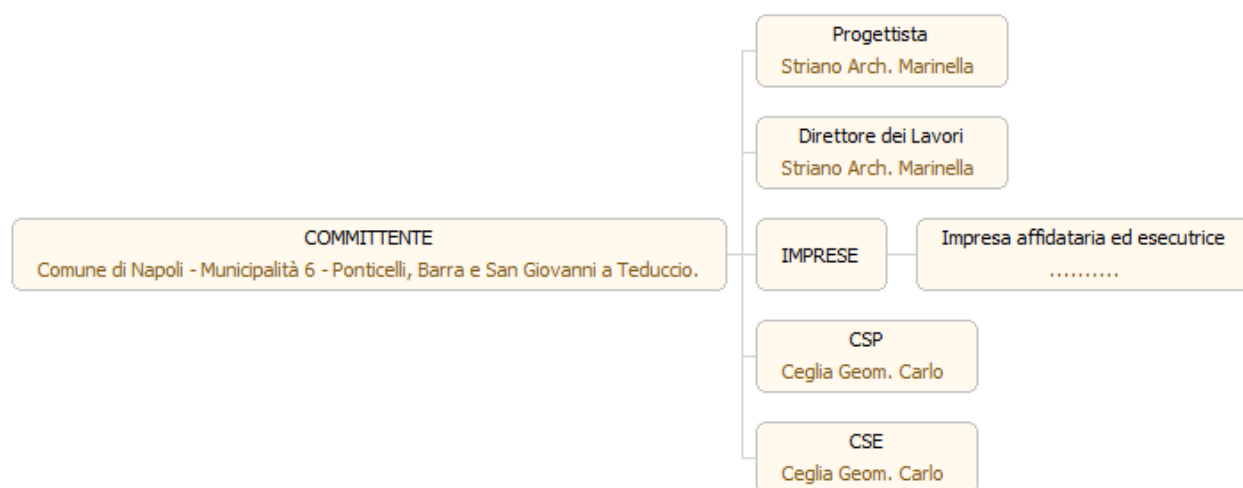 Progettista
Striano Arch. Marinella
Direttore dei Lavori
Striano Arch. Marinella
COMMITTENTE
Comune di Napoli - Municipalità 6 - Ponticelli, Barra e San Giovanni a Teduccio.
IMPRESE
Impresa affidataria ed esecutrice
..........
CSP
Ceglia Geom. Carlo
CSE
Ceglia Geom. Carlo